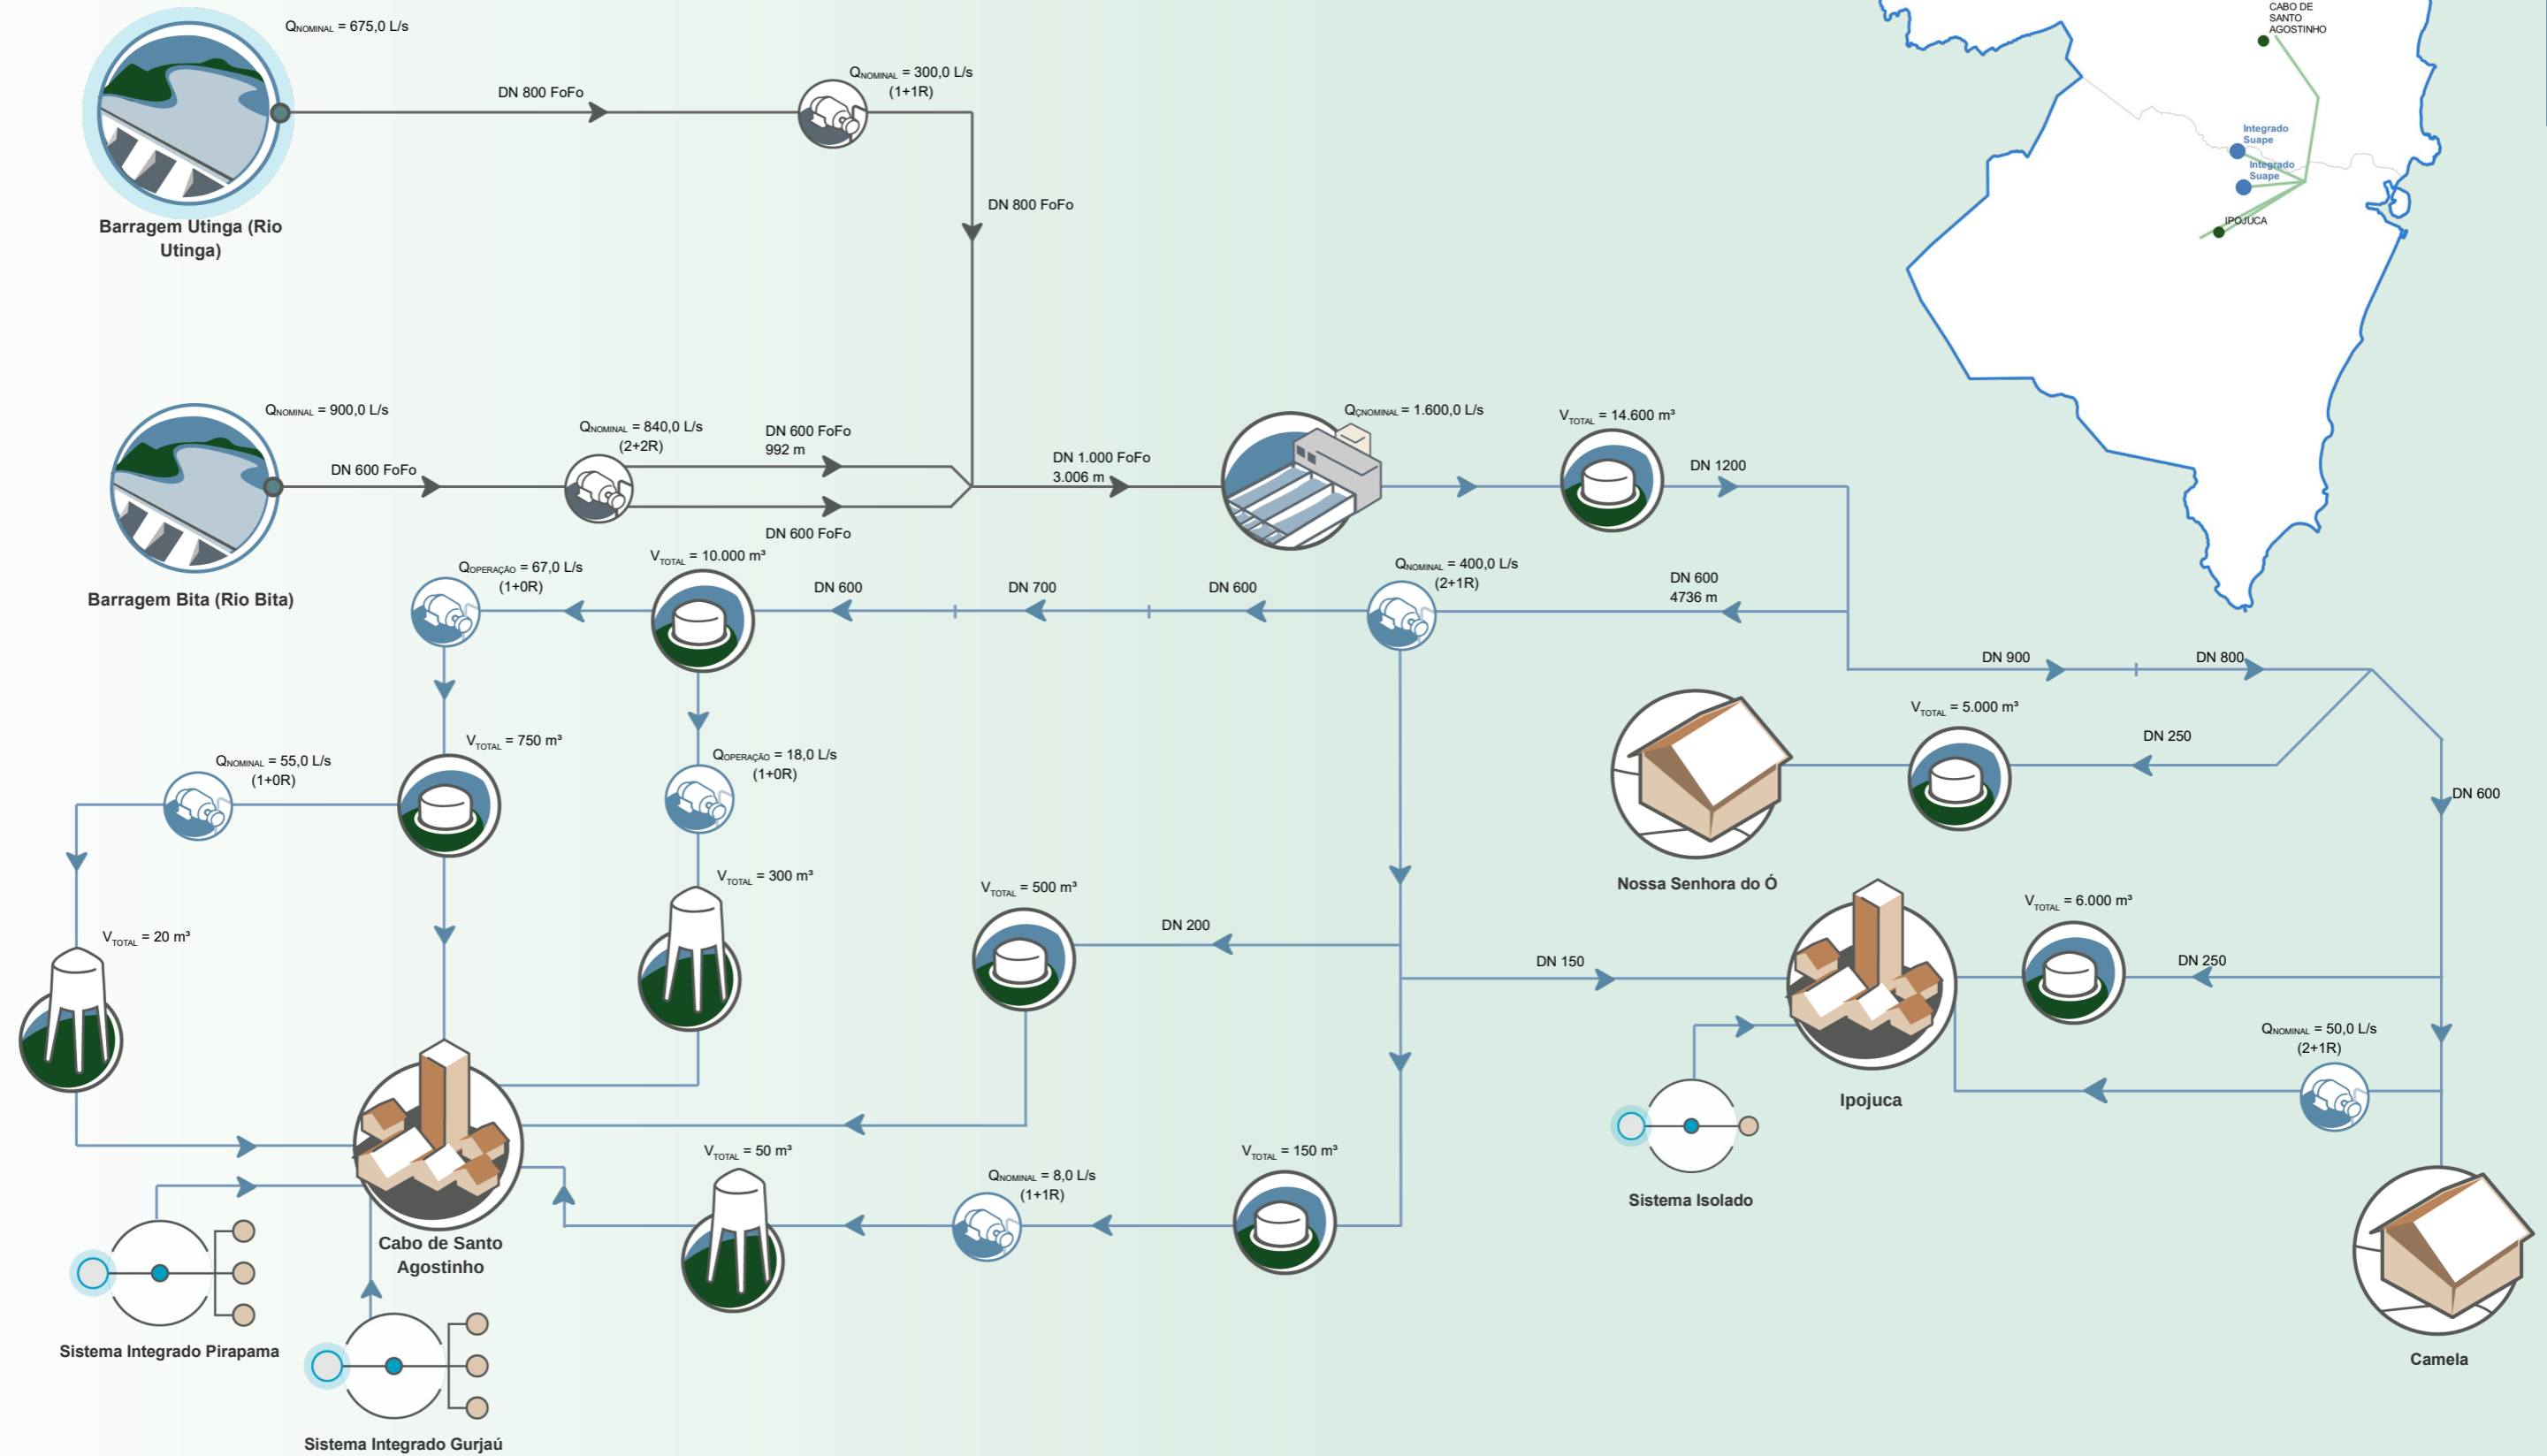 QNOMINAL = 675,0 L/s
DN 800 FoFo
QNOMINAL = 300,0 L/s
(1+1R)
DN 800 FoFo
Barragem Utinga (Rio
Utinga)
CABO DE
SANTO
AGOSTINHO
Integrado
Suape
Integrado
Suape
IPOJUCA
QNOMINAL = 900,0 L/s
DN 600 FoFo
QNOMINAL = 840,0 L/s
(2+2R)
DN 600 FoFo
992 m
DN 600 FoFo
DN 1.000 FoFo
3.006 m
QÇNOMINAL = 1.600,0 L/s
VTOTAL = 14.600 m³
DN 1200
Barragem Bita (Rio Bita)
QOPERAÇÃO = 67,0 L/s
(1+0R)
VTOTAL = 10.000 m³
DN 600
DN 700
DN 600
QNOMINAL = 400,0 L/s
(2+1R)
DN 600
4736 m
DN 900
DN 800
VTOTAL = 5.000 m³
DN 250
DN 600
Nossa Senhora do Ó
QNOMINAL = 55,0 L/s
(1+0R)
VTOTAL = 750 m³
QOPERAÇÃO = 18,0 L/s
(1+0R)
VTOTAL = 20 m³
VTOTAL = 300 m³
VTOTAL = 500 m³
DN 200
DN 150
VTOTAL = 6.000 m³
DN 250
QNOMINAL = 50,0 L/s
(2+1R)
Ipojuca
Sistema Isolado
VTOTAL = 50 m³
QNOMINAL = 8,0 L/s
(1+1R)
VTOTAL = 150 m³
Cabo de Santo
Agostinho
Sistema Integrado Pirapama
Sistema Integrado Gurjaú
Camela